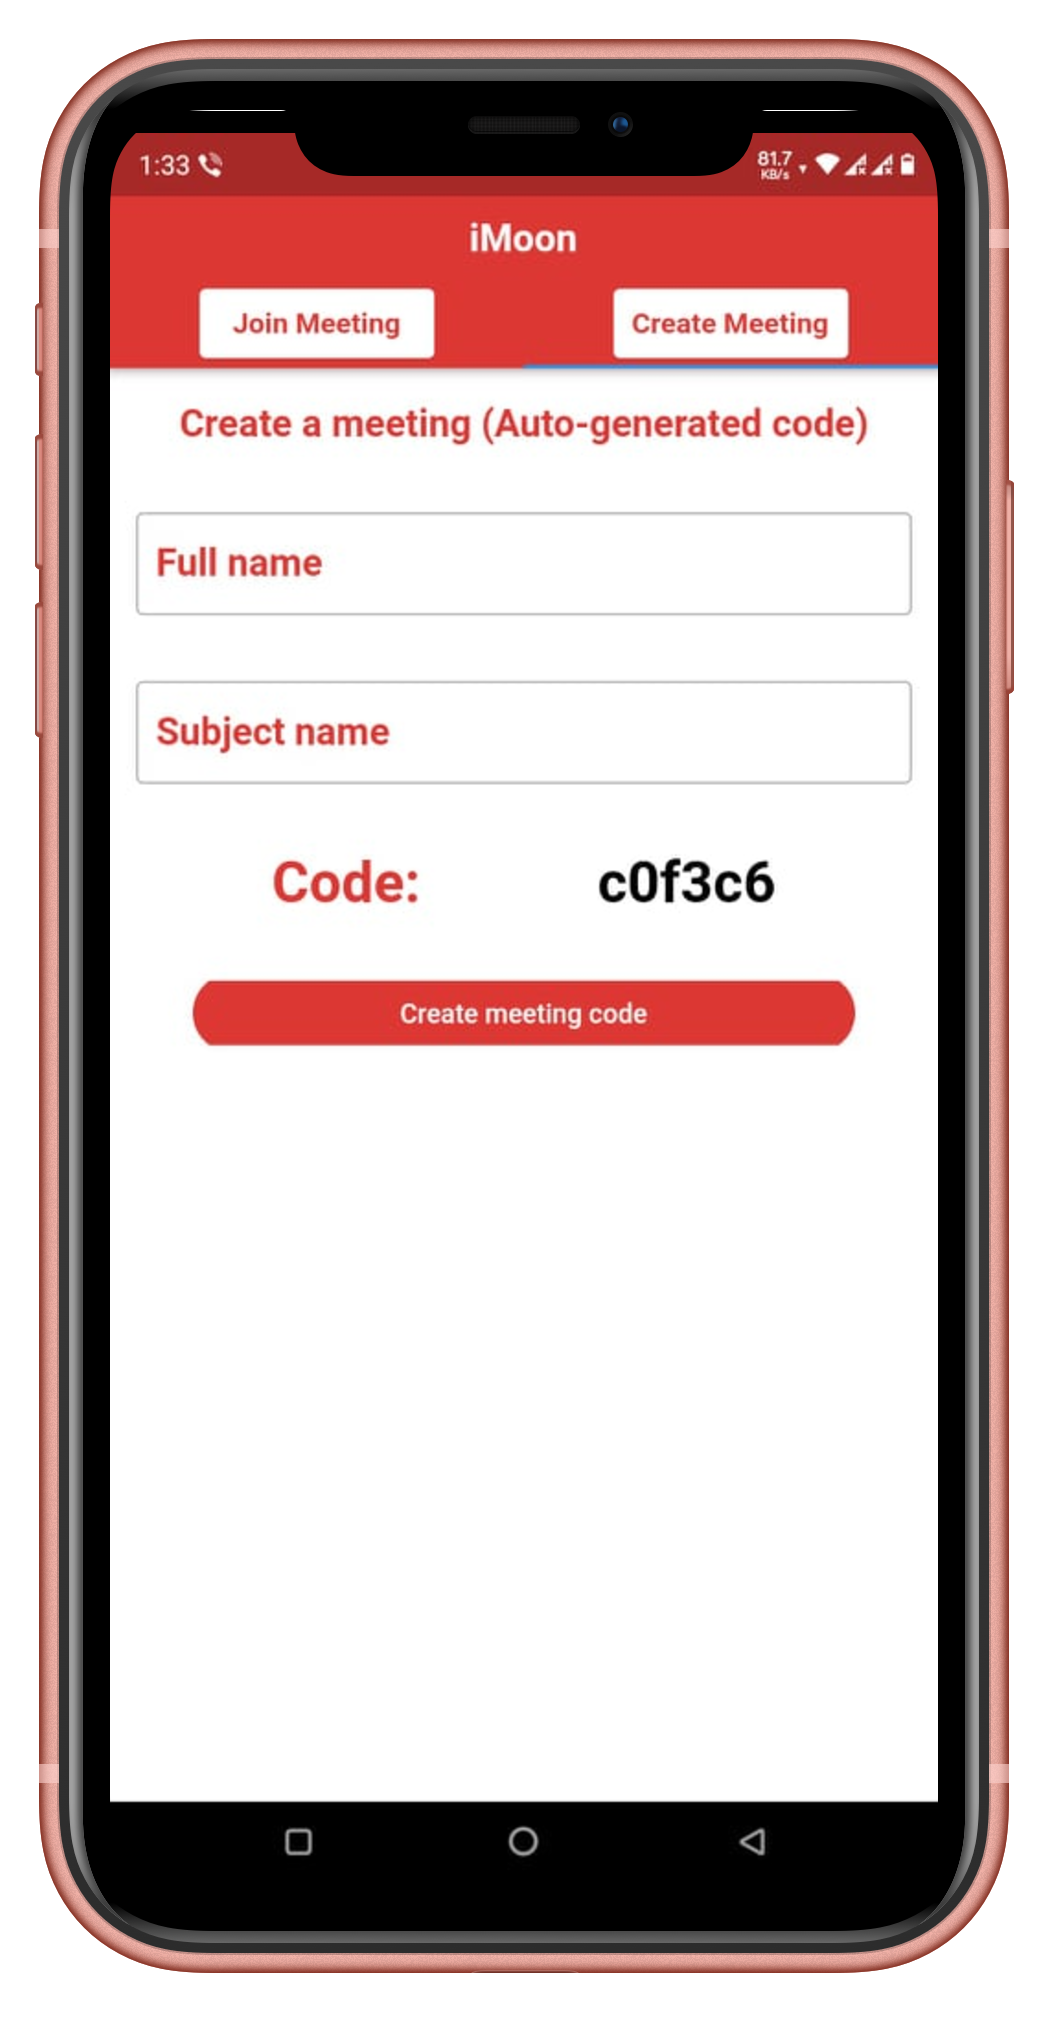 1:33
81.7
KB/s
iMoon
Join Meeting
Create Meeting
Create a meeting (Auto-generated code)
Full name
Subject name
Code: c0f3c6
Create meeting code